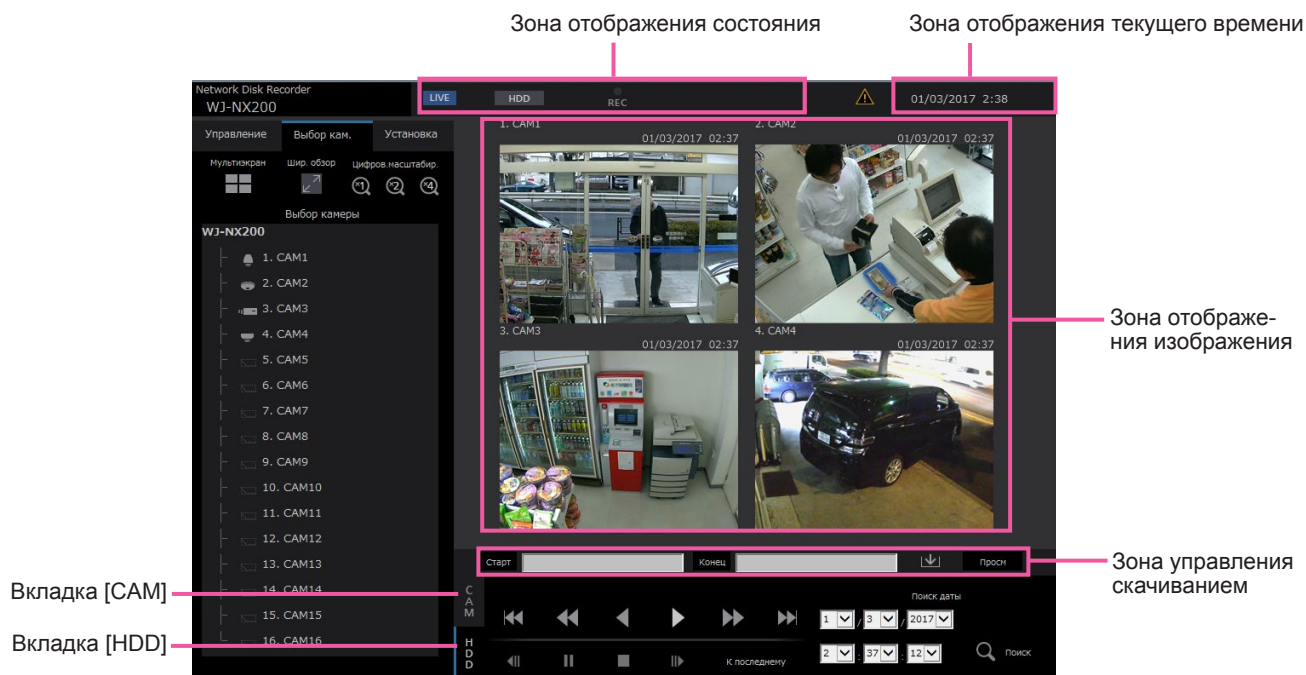 Зона отображения состояния
Зона отображения текущего времени
Network Disk Recorder
WJ-NX200
LIVE
HDD
REC
01/03/2017 2:38
Управление
Выбор кам.
Установка
Мультиэкран
Шир. обзор
Цифров.масштабир.
×1
×2
×4
Выбор камеры
WJ-NX200
1. CAM1
2. CAM2
3. CAM3
4. CAM4
5. CAM5
6. CAM6
7. CAM7
8. CAM8
9. CAM9
10. CAM10
11. CAM11
12. CAM12
13. CAM13
14. CAM14
15. CAM15
16. CAM16
1. CAM1
01/03/2017 02:37
2. CAM2
01/03/2017 02:37
3. CAM3
01/03/2017 02:37
4. CAM4
01/03/2017 02:37
Зона отображе-
ния изображения
Старт
Конец
Просм
Зона управления
скачиванием
Вкладка [CAM]
Вкладка [HDD]
CAM
HDD
К последнему
Поиск даты
1 / 3 / 2017
2 : 37 : 12
Поиск